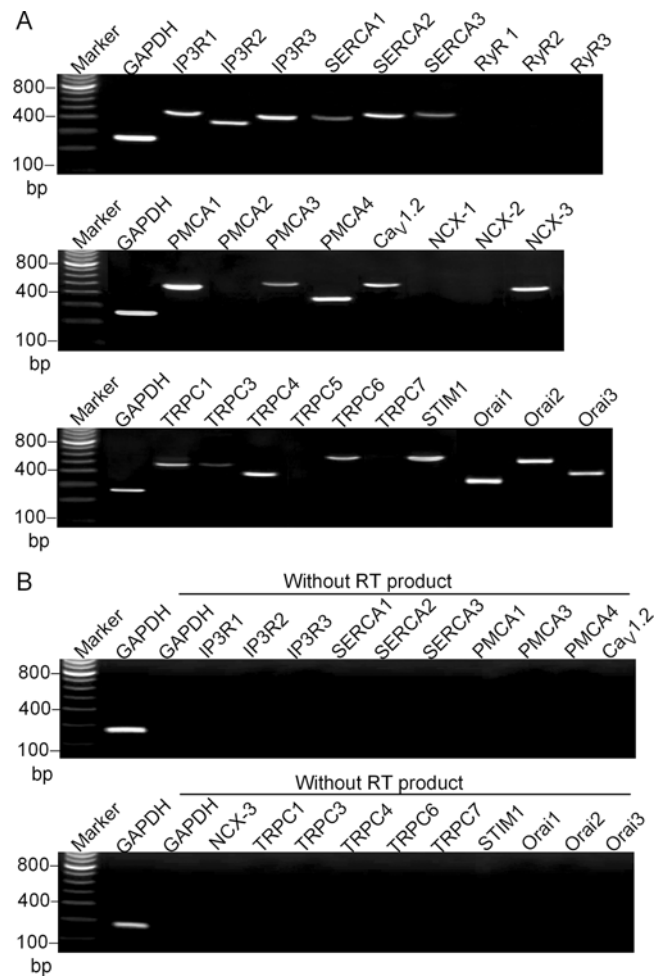 A
Marker GAPDH IP3R1 IP3R2 IP3R3 SERCA1 SERCA2 SERCA3 RyR1 RyR2 RyR3
800
400
100
bp
Marker GAPDH PMCA1 PMCA2 PMCA3 PMCA4 CaV1.2 NCX-1 NCX-2 NCX-3
800
400
100
bp
Marker GAPDH TRPC1 TRPC3 TRPC4 TRPC5 TRPC6 TRPC7 STIM1 Orai1 Orai2 Orai3
800
400
100
bp
B
Without RT product
Marker GAPDH GAPDH IP3R1 IP3R2 IP3R3 SERCA1 SERCA2 SERCA3 PMCA1 PMCA3 PMCA4 CaV1.2
800
400
100
bp
Without RT product
Marker GAPDH GAPDH NCX-3 TRPC1 TRPC3 TRPC4 TRPC6 TRPC7 STIM1 Orai1 Orai2 Orai3
800
400
100
bp